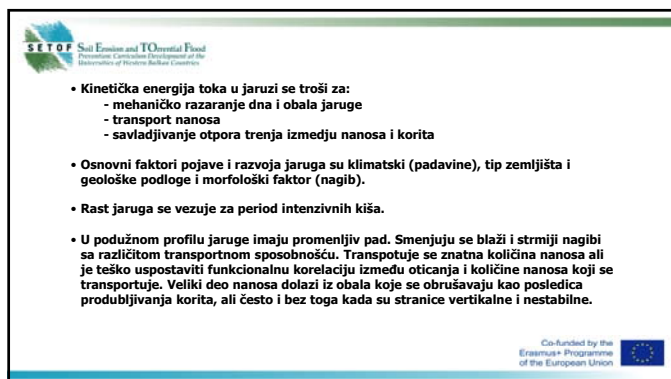 SETOF Soil Erosion and TOrrential Flood
Prevention: Curriculum Development at the
Universities of Western Balkan Countries
• Kinetička energija toka u jaruzi se troši za:
- mehaničko razaranje dna i obala jaruge
- transport nanosa
- savladjivanje otpora trenja izmedju nanosa i korita
• Osnovni faktori pojave i razvoja jaruga su klimatski (padavine), tip zemljišta i
geološke podloge i morfološki faktor (nagib).
• Rast jaruga se vezuje za period intenzivnih kiša.
• U podužnom profilu jaruge imaju promenljiv pad. Smenjuju se blaži i strmiji nagibi
sa različitom transportnom sposobnošću. Transpotuje se znatna količina nanosa ali
je teško uspostaviti funkcionalnu korelaciju između oticanja i količine nanosa koji se
transportuje. Veliki deo nanosa dolazi iz obala koje se obrušavaju kao posledica
produbljivanja korita, ali često i bez toga kada su stranice vertikalne i nestabilne.
Co-funded by the
Erasmus+ Programme
of the European Union